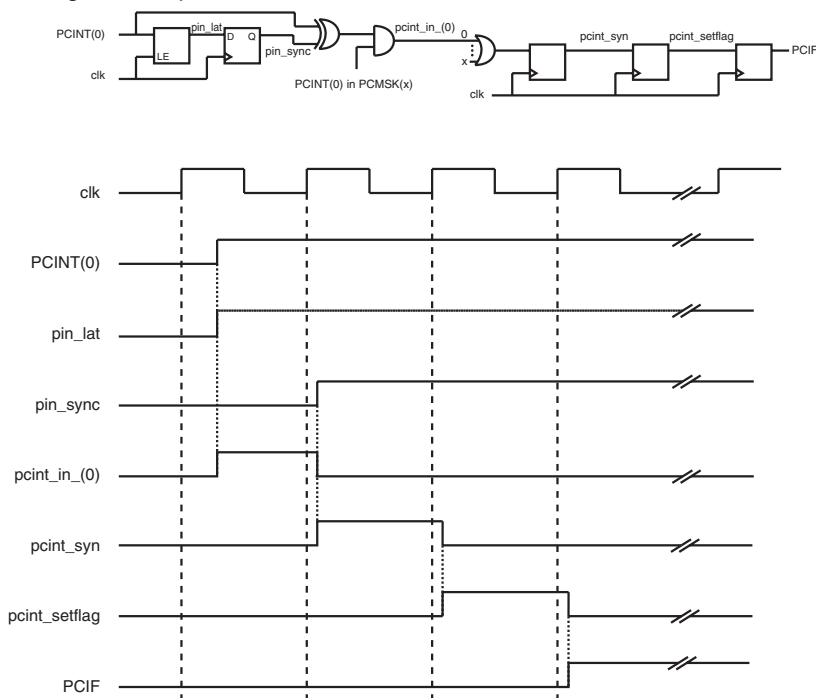 PCINT(0)
LE
clk
pin_lat
D Q
pin_sync
PCINT(0) in PCMSK(x)
pcint_in_(0)
0
x
clk
pcint_syn
pcint_setflag
PCIF
clk
PCINT(0)
pin_lat
pin_sync
pcint_in_(0)
pcint_syn
pcint_setflag
PCIF